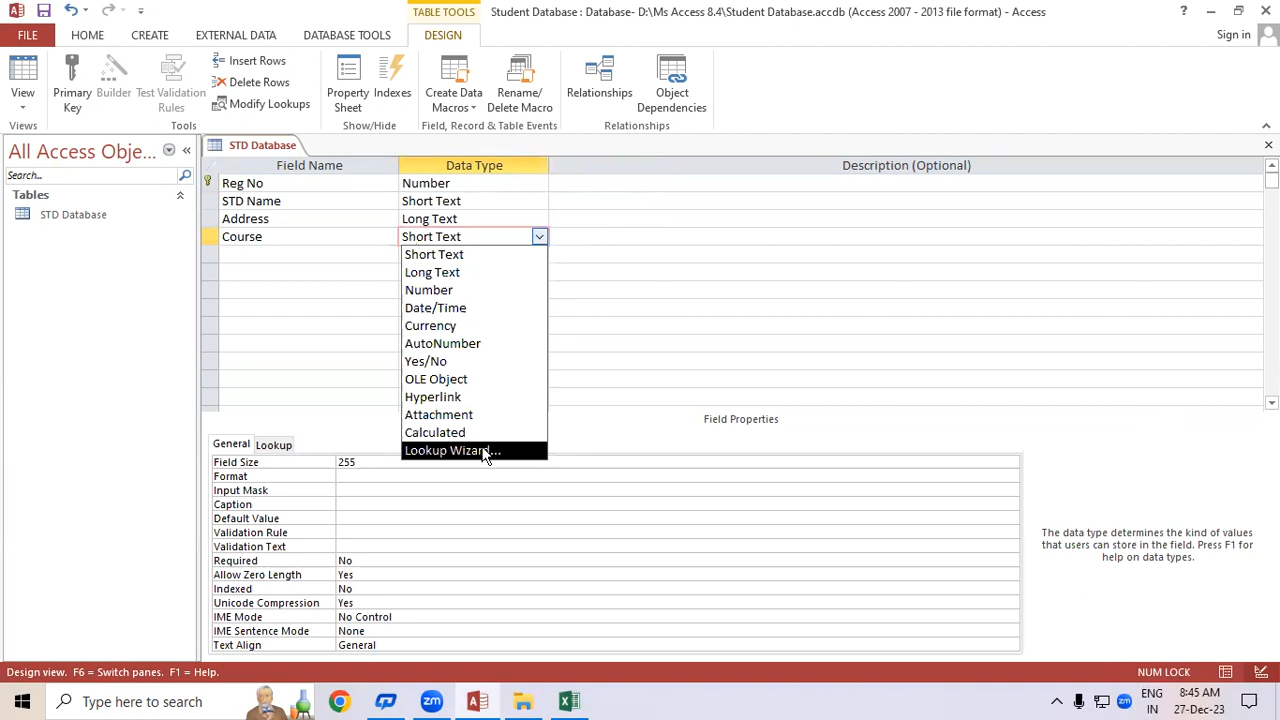 TABLE TOOLS
Student Database : Database- D:\Ms Access 8.4\Student Database.accdb (Access 2007 - 2013 file format) - Access
FILE HOME CREATE EXTERNAL DATA DATABASE TOOLS DESIGN Sign in
View
Primary Key
Builder
Test Validation Rules
Insert Rows
Delete Rows
Modify Lookups
Property Sheet
Indexes
Create Data Macros
Rename/ Delete Macro
Relationships
Object Dependencies
Views Tools Show/Hide Field, Record & Table Events Relationships
All Access Obje...
Search...
Tables
STD Database
STD Database
Field Name Data Type Description (Optional)
Reg No Number
STD Name Short Text
Address Long Text
Course Short Text
Short Text
Long Text
Number
Date/Time
Currency
AutoNumber
Yes/No
OLE Object
Hyperlink
Attachment
Calculated
Lookup Wizard...
Field Properties
General Lookup
Field Size 255
Format
Input Mask
Caption
Default Value
Validation Rule
Validation Text
Required No
Allow Zero Length Yes
Indexed No
Unicode Compression Yes
IME Mode No Control
IME Sentence Mode None
Text Align General
The data type determines the kind of values
that users can store in the field. Press F1 for
help on data types.
Design view. F6 = Switch panes. F1 = Help. NUM LOCK
Type here to search
zm
zm
ENG
IN
8:45 AM
27-Dec-23